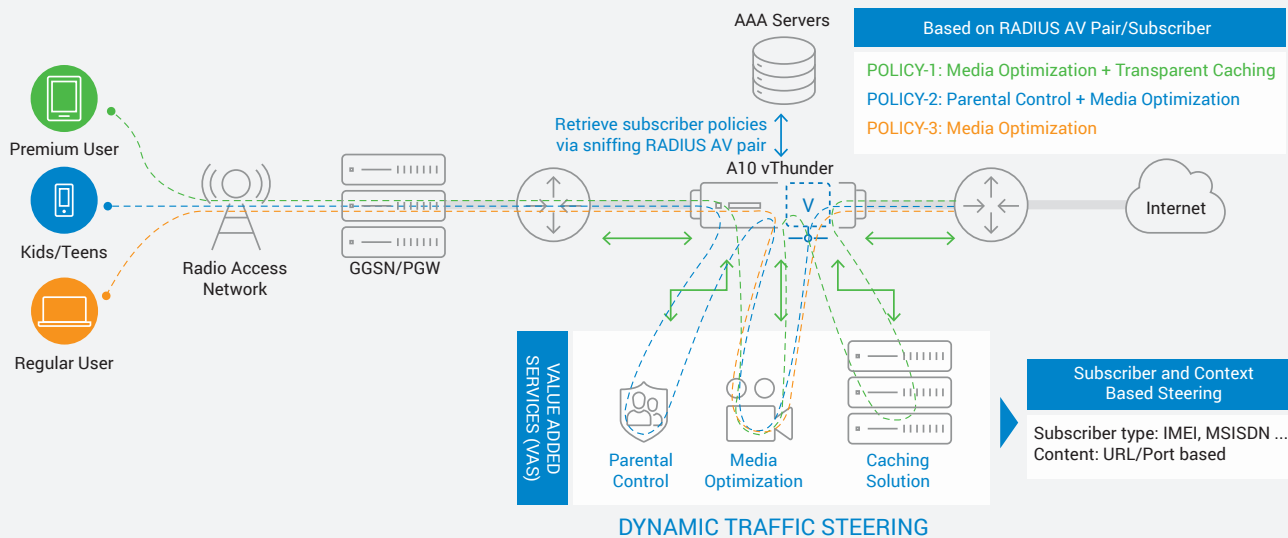 AAA Servers
Based on RADIUS AV Pair/Subscriber
POLICY-1: Media Optimization + Transparent Caching
POLICY-2: Parental Control + Media Optimization
POLICY-3: Media Optimization
Retrieve subscriber policies
via sniffing RADIUS AV pair
A10 vThunder
V
Premium User
Kids/Teens
Regular User
Radio Access
Network
GGSN/PGW
Internet
VALUE ADDED
SERVICES (VAS)
Parental
Control
Media
Optimization
Caching
Solution
Subscriber and Context
Based Steering
Subscriber type: IMEI, MSISDN ...
Content: URL/Port based
DYNAMIC TRAFFIC STEERING